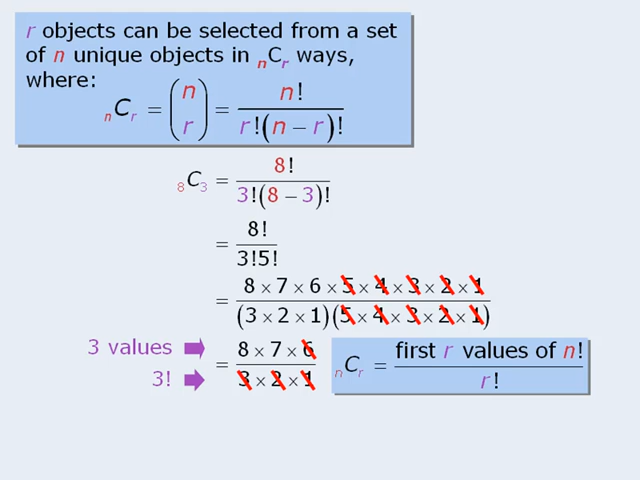 r objects can be selected from a set
of n unique objects in ₙCᵣ ways,
where:
ₙCᵣ = (n r) = n! / r!(n − r)!
₈C₃ = 8! / 3!(8 − 3)!
= 8! / 3!5!
= 8 × 7 × 6 × 5 × 4 × 3 × 2 × 1 / (3 × 2 × 1)(5 × 4 × 3 × 2 × 1)
3 values
3!
= 8 × 7 × 6 / 3 × 2 × 1
ₙCᵣ = first r values of n! / r!